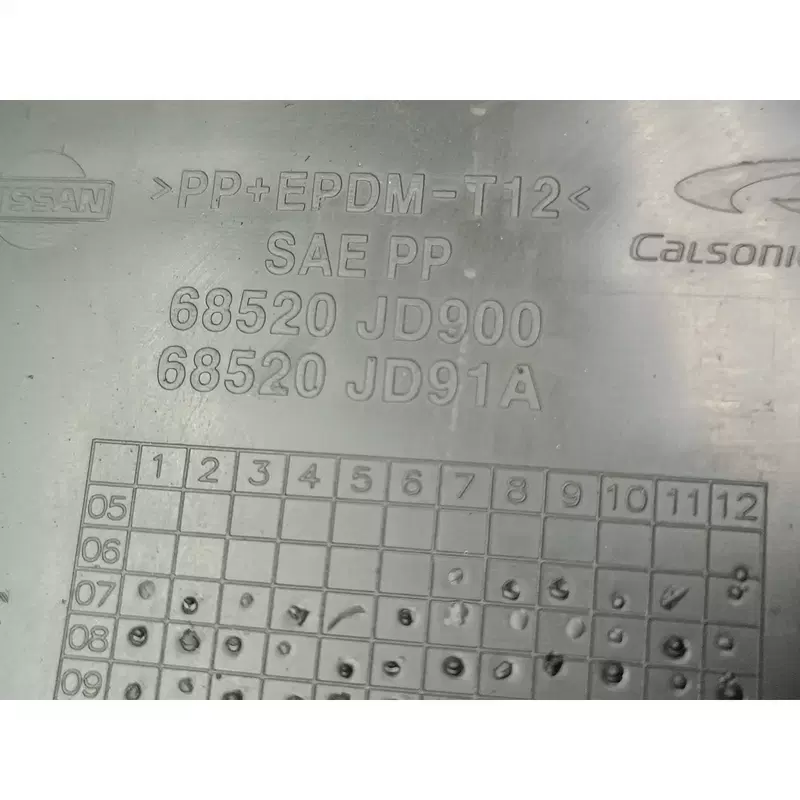 NISSAN
>PP+EPDM-T12<
SAE PP
CALSONIC
68520 JD900
68520 JD91A
1 2 3 4 5 6 7 8 9 10 11 12
05
06
07
08
09